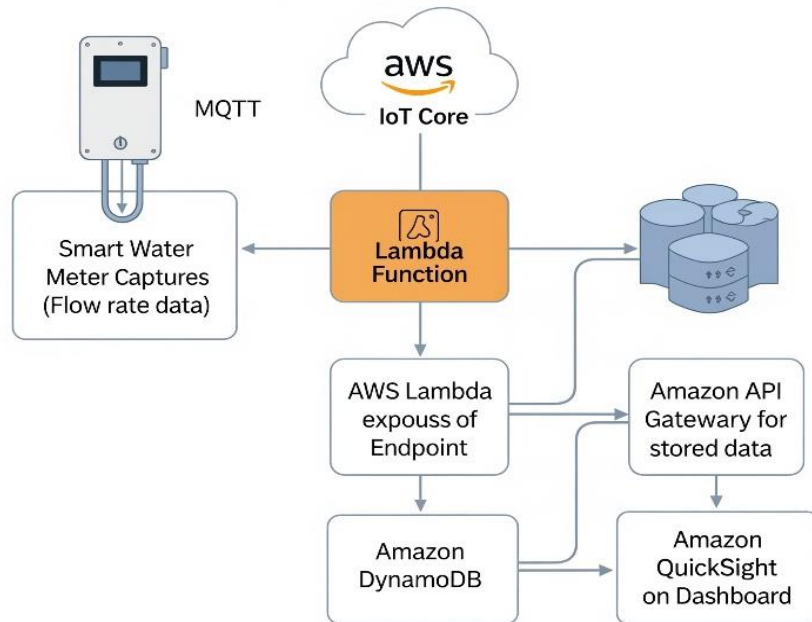 MQTT
aws
IoT Core
Smart Water
Meter Captures
(Flow rate data)
Lambda
Function
AWS Lambda
expouss of
Endpoint
Amazon API
Gatewary for
stored data
Amazon
DynamoDB
Amazon
QuickSight
on Dashboard